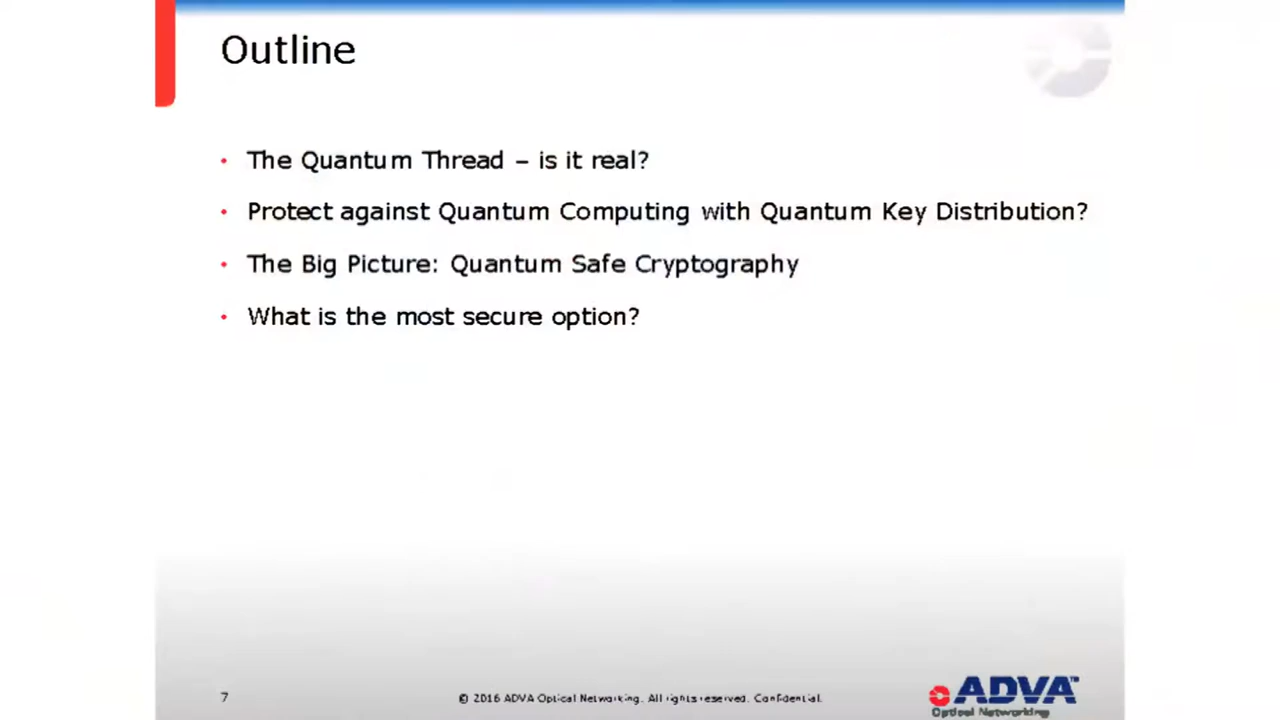 Outline
• The Quantum Thread – is it real?
• Protect against Quantum Computing with Quantum Key Distribution?
• The Big Picture: Quantum Safe Cryptography
• What is the most secure option?
7
© 2016 ADVA Optical Networking. All rights reserved. Confidential.
ADVA™
Optical Networking